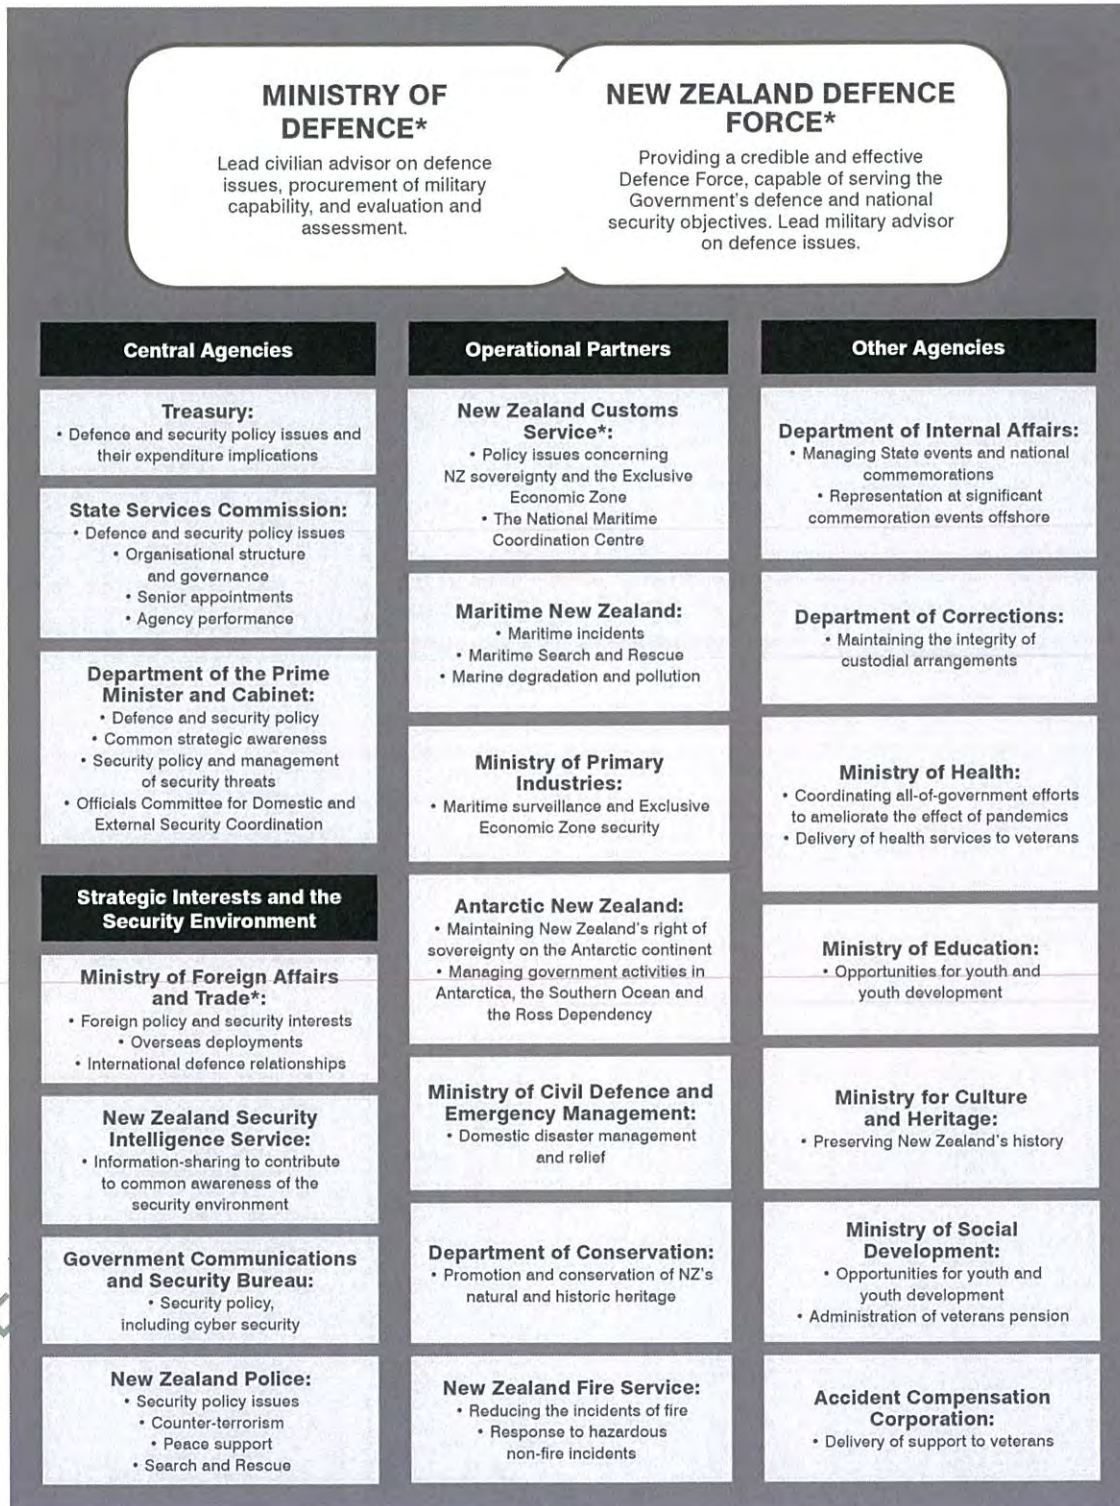 MINISTRY OF
DEFENCE*
Lead civilian advisor on defence
issues, procurement of military
capability, and evaluation and
assessment.
NEW ZEALAND DEFENCE
FORCE*
Providing a credible and effective
Defence Force, capable of serving the
Government's defence and national
security objectives. Lead military advisor
on defence issues.
Central Agencies
Treasury:
• Defence and security policy issues and
their expenditure implications
State Services Commission:
• Defence and security policy issues
• Organisational structure
and governance
• Senior appointments
• Agency performance
Department of the Prime
Minister and Cabinet:
• Defence and security policy
• Common strategic awareness
• Security policy and management
of security threats
• Officials Committee for Domestic and
External Security Coordination
Strategic Interests and the
Security Environment
Ministry of Foreign Affairs
and Trade*:
• Foreign policy and security interests
• Overseas deployments
• International defence relationships
New Zealand Security
Intelligence Service:
• Information-sharing to contribute
to common awareness of the
security environment
Government Communications
and Security Bureau:
• Security policy,
including cyber security
New Zealand Police:
• Security policy issues
• Counter-terrorism
• Peace support
• Search and Rescue
Operational Partners
New Zealand Customs
Service*:
• Policy issues concerning
NZ sovereignty and the Exclusive
Economic Zone
• The National Maritime
Coordination Centre
Maritime New Zealand:
• Maritime incidents
• Maritime Search and Rescue
• Marine degradation and pollution
Ministry of Primary
Industries:
• Maritime surveillance and Exclusive
Economic Zone security
Antarctic New Zealand:
• Maintaining New Zealand's right of
sovereignty on the Antarctic continent
• Managing government activities in
Antarctica, the Southern Ocean and
the Ross Dependency
Ministry of Civil Defence and
Emergency Management:
• Domestic disaster management
and relief
Department of Conservation:
• Promotion and conservation of NZ's
natural and historic heritage
New Zealand Fire Service:
• Reducing the incidents of fire
• Response to hazardous
non-fire incidents
Other Agencies
Department of Internal Affairs:
• Managing State events and national
commemorations
• Representation at significant
commemoration events offshore
Department of Corrections:
• Maintaining the integrity of
custodial arrangements
Ministry of Health:
• Coordinating all-of-government efforts
to ameliorate the effect of pandemics
• Delivery of health services to veterans
Ministry of Education:
• Opportunities for youth and
youth development
Ministry for Culture
and Heritage:
• Preserving New Zealand's history
Ministry of Social
Development:
• Opportunities for youth and
youth development
• Administration of veterans pension
Accident Compensation
Corporation:
• Delivery of support to veterans